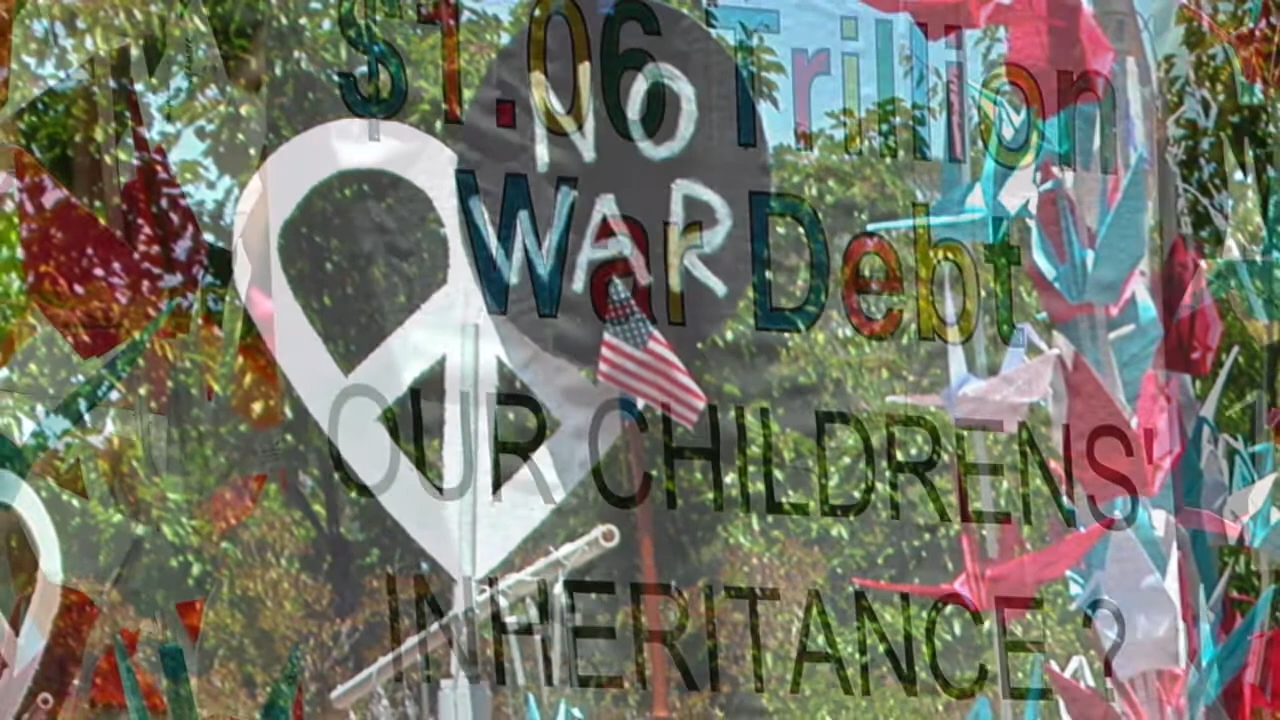 $1.06 Trillion
NO
War Debt
WAR
OUR CHILDRENS'
INHERITANCE ?